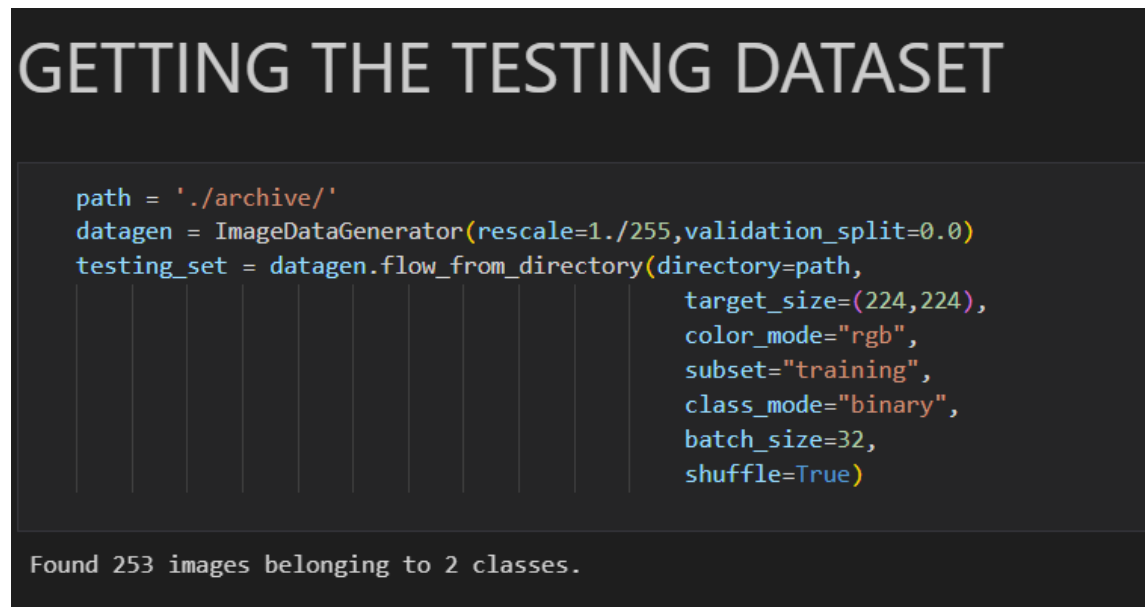 GETTING THE TESTING DATASET
path = './archive/'
datagen = ImageDataGenerator(rescale=1./255,validation_split=0.0)
testing_set = datagen.flow_from_directory(directory=path,
target_size=(224,224),
color_mode="rgb",
subset="training",
class_mode="binary",
batch_size=32,
shuffle=True)
Found 253 images belonging to 2 classes.